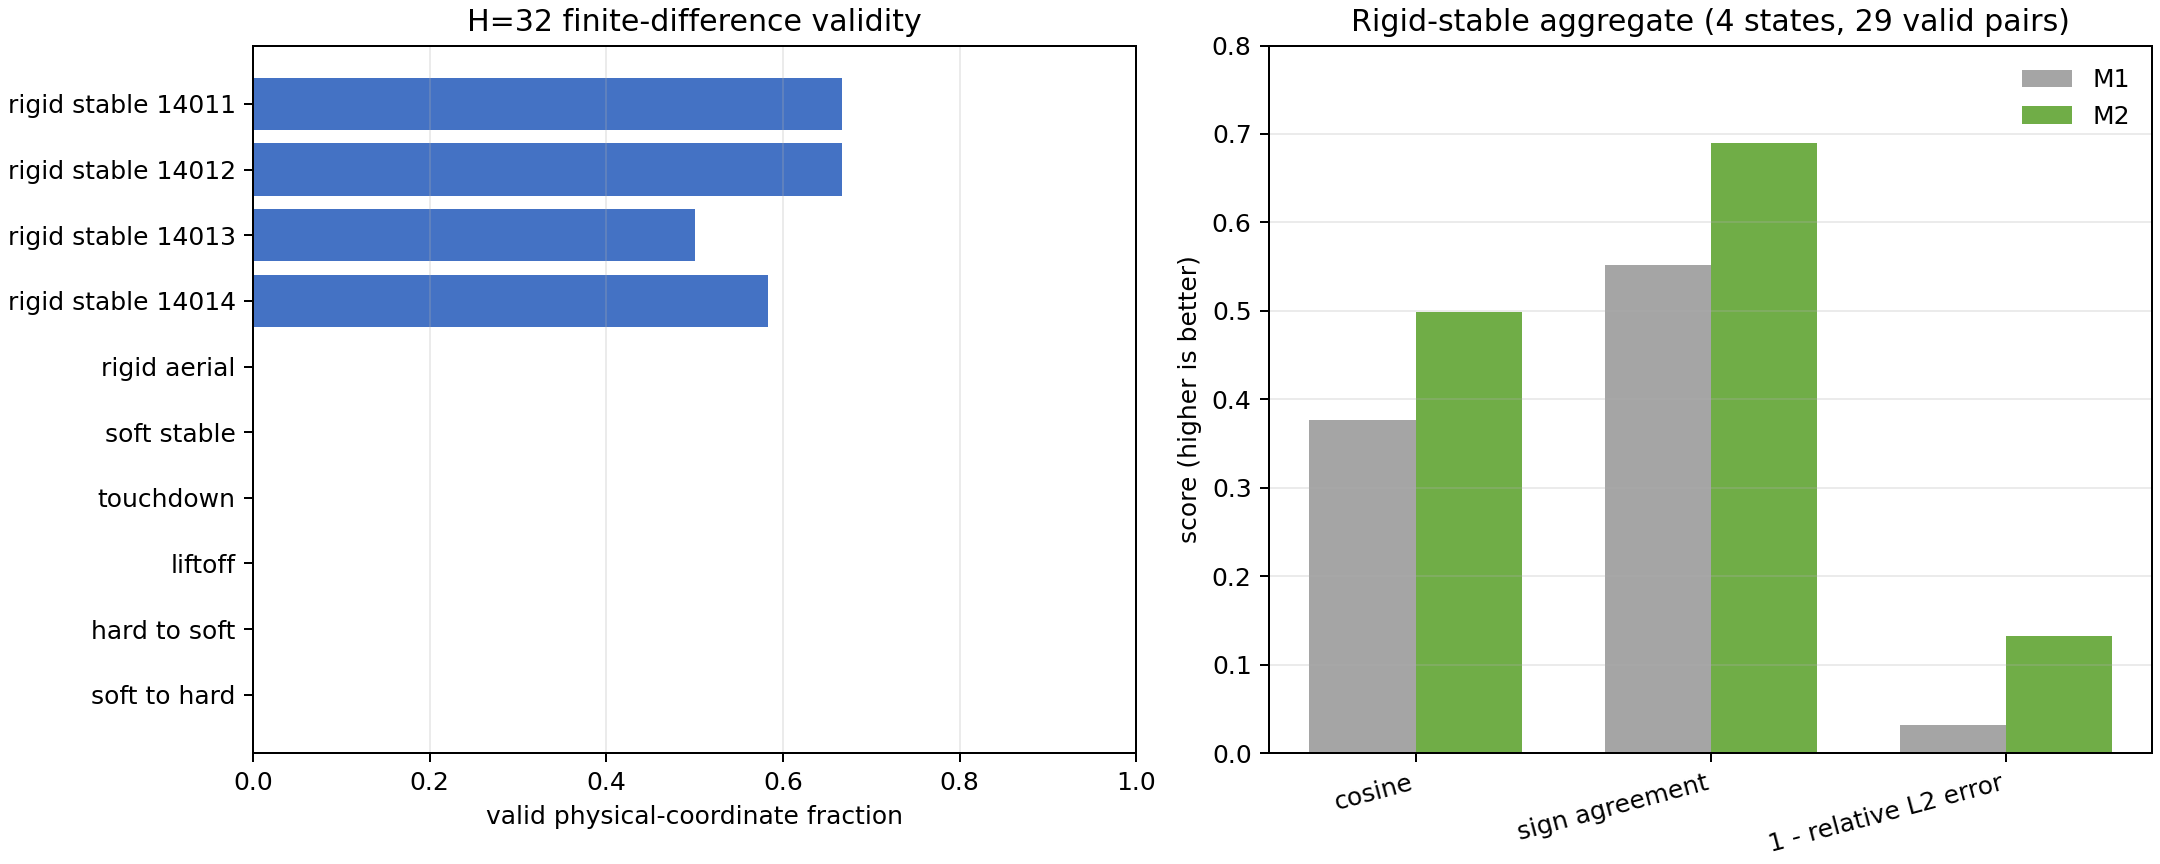 H=32 finite-difference validity
rigid stable 14011
rigid stable 14012
rigid stable 14013
rigid stable 14014
rigid aerial
soft stable
touchdown
liftoff
hard to soft
soft to hard
0.0 0.2 0.4 0.6 0.8 1.0
valid physical-coordinate fraction
Rigid-stable aggregate (4 states, 29 valid pairs)
M1
M2
score (higher is better)
0.8
0.7
0.6
0.5
0.4
0.3
0.2
0.1
0.0
cosine
sign agreement
1 - relative L2 error